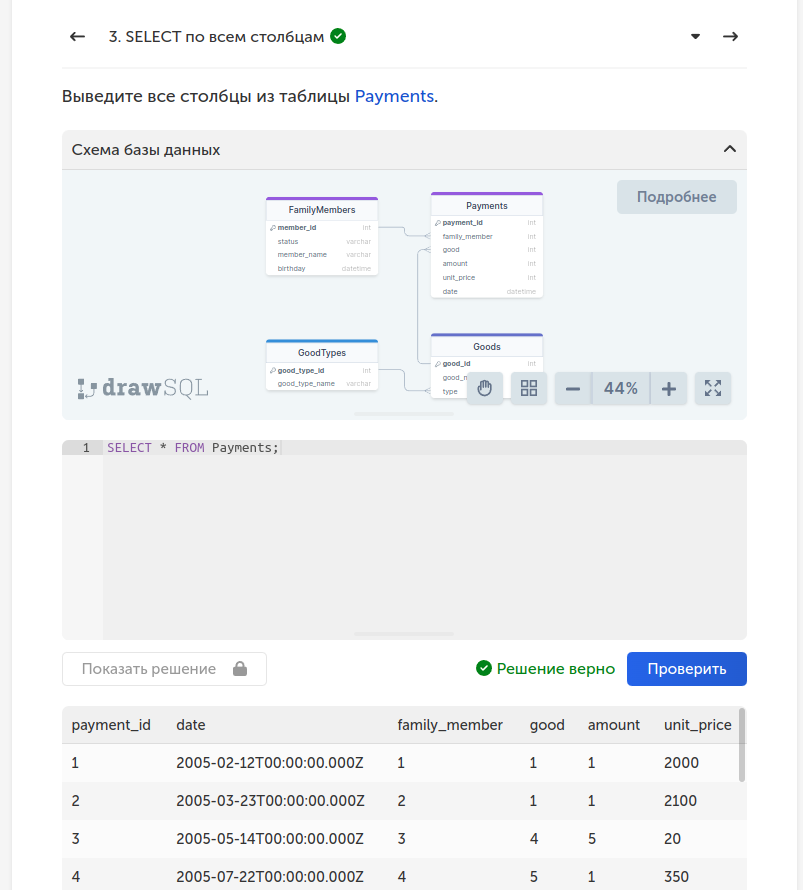 3. SELECT по всем столбцам
Выведите все столбцы из таблицы Payments.
Схема базы данных
Подробнее
FamilyMembers
member_id int
status varchar
member_name varchar
birthday datetime
Payments
payment_id int
family_member int
good int
amount int
unit_price int
date datetime
GoodTypes
good_type_id int
good_type_name varchar
Goods
good_id int
type
drawSQL
44%
1 SELECT * FROM Payments;
Показать решение
Решение верно
Проверить
payment_id date family_member good amount unit_price
1 2005-02-12T00:00:00.000Z 1 1 1 2000
2 2005-03-23T00:00:00.000Z 2 1 1 2100
3 2005-05-14T00:00:00.000Z 3 4 5 20
4 2005-07-22T00:00:00.000Z 4 5 1 350